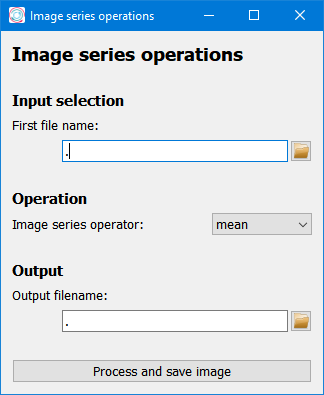 Image series operations
Image series operations
Input selection
First file name:
.
Operation
Image series operator: mean
Output
Output filename:
.
Process and save image